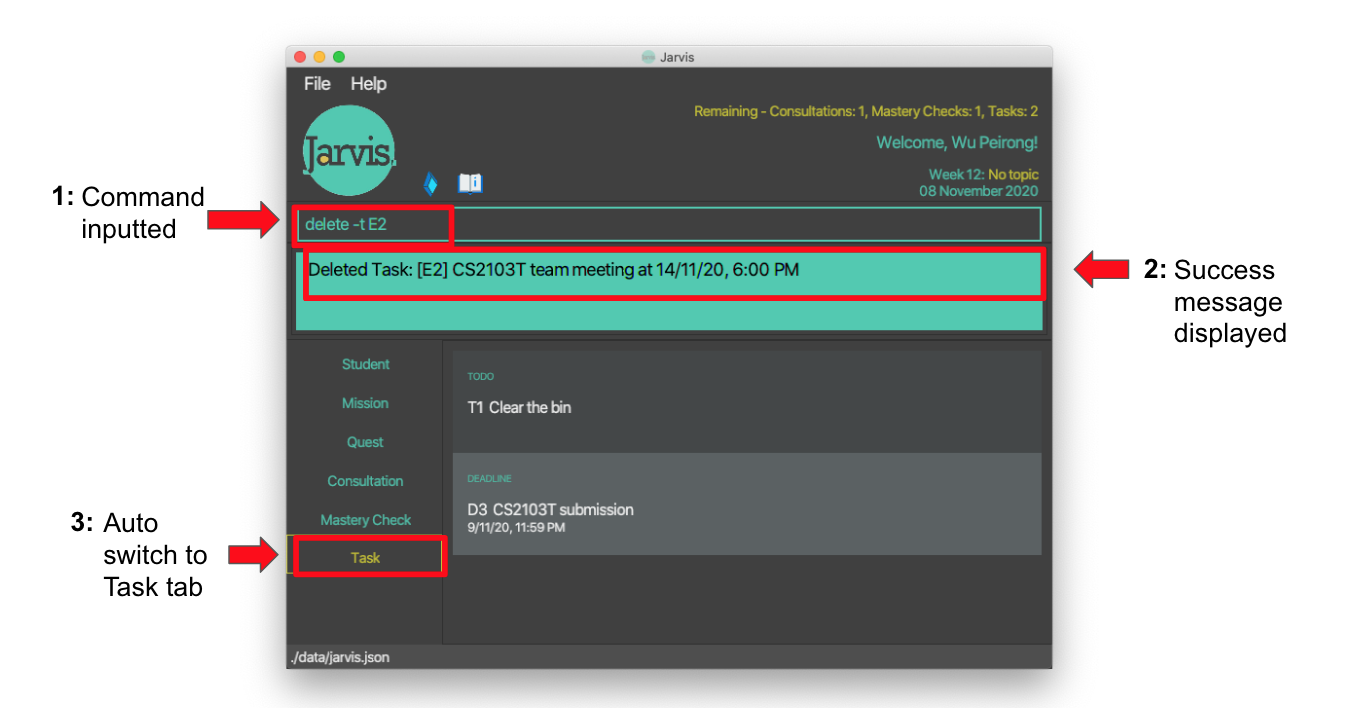 Jarvis
File Help
Remaining - Consultations: 1, Mastery Checks: 1, Tasks: 2
Jarvis.
Welcome, Wu Peirong!
Week 12: No topic
08 November 2020
1: Command
inputted
delete -t E2
Deleted Task: [E2] CS2103T team meeting at 14/11/20, 6:00 PM
2: Success
message
displayed
Student
Mission
Quest
Consultation
Mastery Check
Task
TODO
T1 Clear the bin
DEADLINE
D3 CS2103T submission
9/11/20, 11:59 PM
3: Auto
switch to
Task tab
./data/jarvis.json